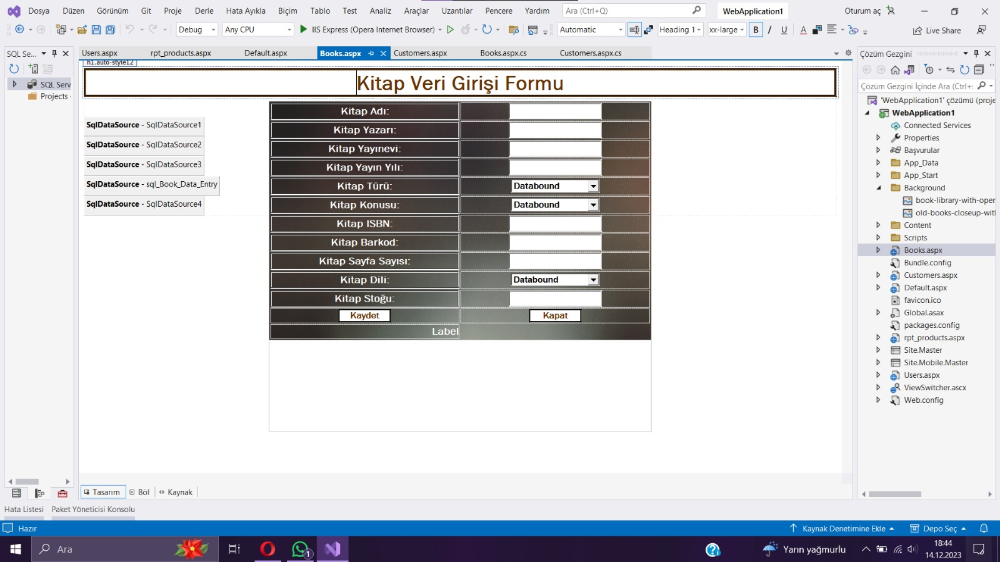 Dosya Düzen Görünüm Git Proje Derle Hata Ayıkla Biçim Tablo Test Analiz Araçlar Uzantılar Pencere Yardım Ara (Ctrl+Q) WebApplication1 Oturum aç
Debug Any CPU IIS Express (Opera Internet Browser) Automatic Heading 1 xx-large B I U A Live Share
SQL Se... Users.aspx rpt_products.aspx Default.aspx Books.aspx Customers.aspx Books.aspx.cs Customers.aspx.cs Çözüm Gezgini
h1.auto-style12
SQL Serv
Projects
Kitap Veri Girişi Formu
SqlDataSource - SqlDataSource1
SqlDataSource - SqlDataSource2
SqlDataSource - SqlDataSource3
SqlDataSource - sql_Book_Data_Entry
SqlDataSource - SqlDataSource4
Kitap Adı:
Kitap Yazarı:
Kitap Yayınevi:
Kitap Yayın Yılı:
Kitap Türü: Databound
Kitap Konusu: Databound
Kitap ISBN:
Kitap Barkod:
Kitap Sayfa Sayısı:
Kitap Dili: Databound
Kitap Stoğu:
Kaydet Kapat
Label
Çözüm Gezgini İçinde Ara (Ctrl+
'WebApplication1' çözümü (proje
WebApplication1
Connected Services
Properties
Başvurular
App_Data
App_Start
Background
book-library-with-oper
old-books-closeup-wit
Content
Scripts
Books.aspx
Bundle.config
Customers.aspx
Default.aspx
favicon.ico
Global.asax
packages.config
rpt_products.aspx
Site.Master
Site.Mobile.Master
Users.aspx
ViewSwitcher.ascx
Web.config
Tasarım Böl Kaynak
Hata Listesi Paket Yöneticisi Konsolu
Hazır Kaynak Denetimine Ekle Depo Seç
Ara 1 Yarın yağmurlu 18:44
14.12.2023